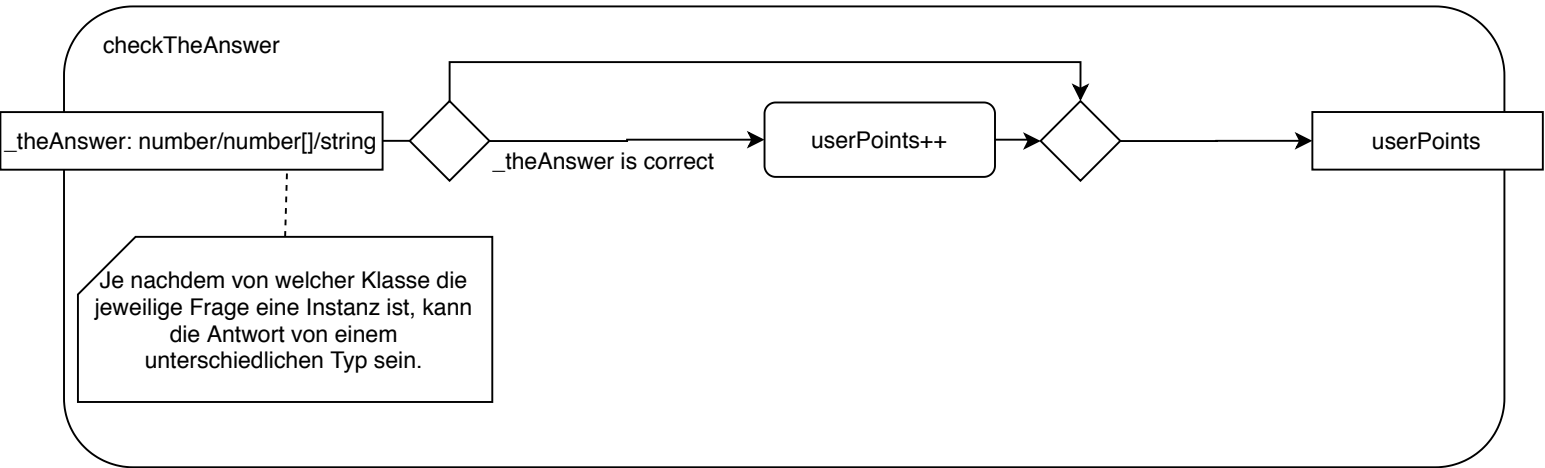 checkTheAnswer
_theAnswer: number/number[]/string
_theAnswer is correct
userPoints++
userPoints
Je nachdem von welcher Klasse die
jeweilige Frage eine Instanz ist, kann
die Antwort von einem
unterschiedlichen Typ sein.